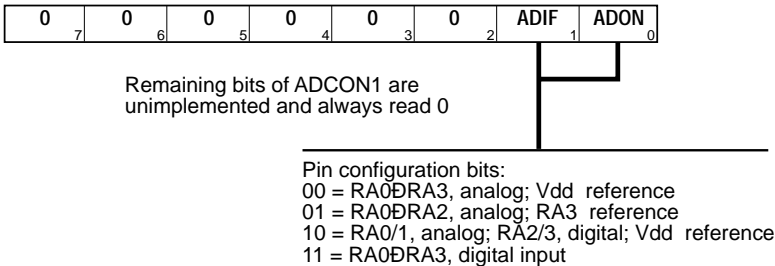 0 0 0 0 0 0 ADIF ADON
7 6 5 4 3 2 1 0
Remaining bits of ADCON1 are
unimplemented and always read 0
Pin configuration bits:
00 = RA0ÐRA3, analog; Vdd reference
01 = RA0ÐRA2, analog; RA3 reference
10 = RA0/1, analog; RA2/3, digital; Vdd reference
11 = RA0ÐRA3, digital input